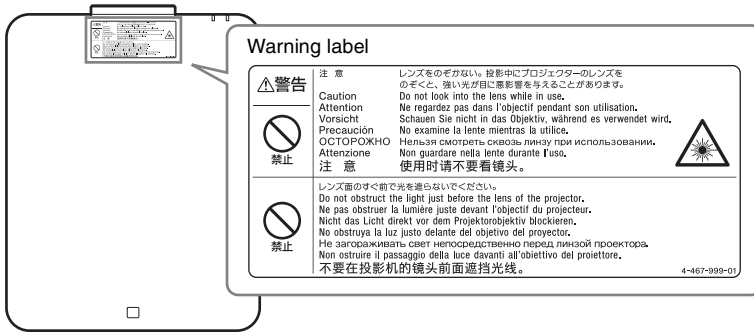 Warning label
警告
注 意 レンズをのぞかない。投影中にプロジェクターのレンズを
のぞくと、強い光が目に悪影響を与えることがあります。
Caution Do not look into the lens while in use.
Attention Ne regardez pas dans l'objectif pendant son utilisation.
Vorsicht Schauen Sie nicht in das Objektiv, während es verwendet wird.
Precaución No examine la lente mientras la utilice.
ОСТОРОЖНО Нельзя смотреть сквозь линзу при использовании.
Attenzione Non guardare nella lente durante l'uso.
注 意 使用时请不要看镜头。
禁止
レンズ面のすぐ前で光を遮らないでください。
Do not obstruct the light just before the lens of the projector.
Ne pas obstruer la lumière juste devant l'objectif du projecteur.
Nicht das Licht direkt vor dem Projektorobjektiv blockieren.
No obstruya la luz justo delante del objetivo del proyector.
Не загораживать свет непосредственно перед линзой проектора.
Non ostruire il passaggio della luce davanti all'obiettivo del proiettore.
不要在投影机的镜头前面遮挡光线。
禁止
4-467-999-01